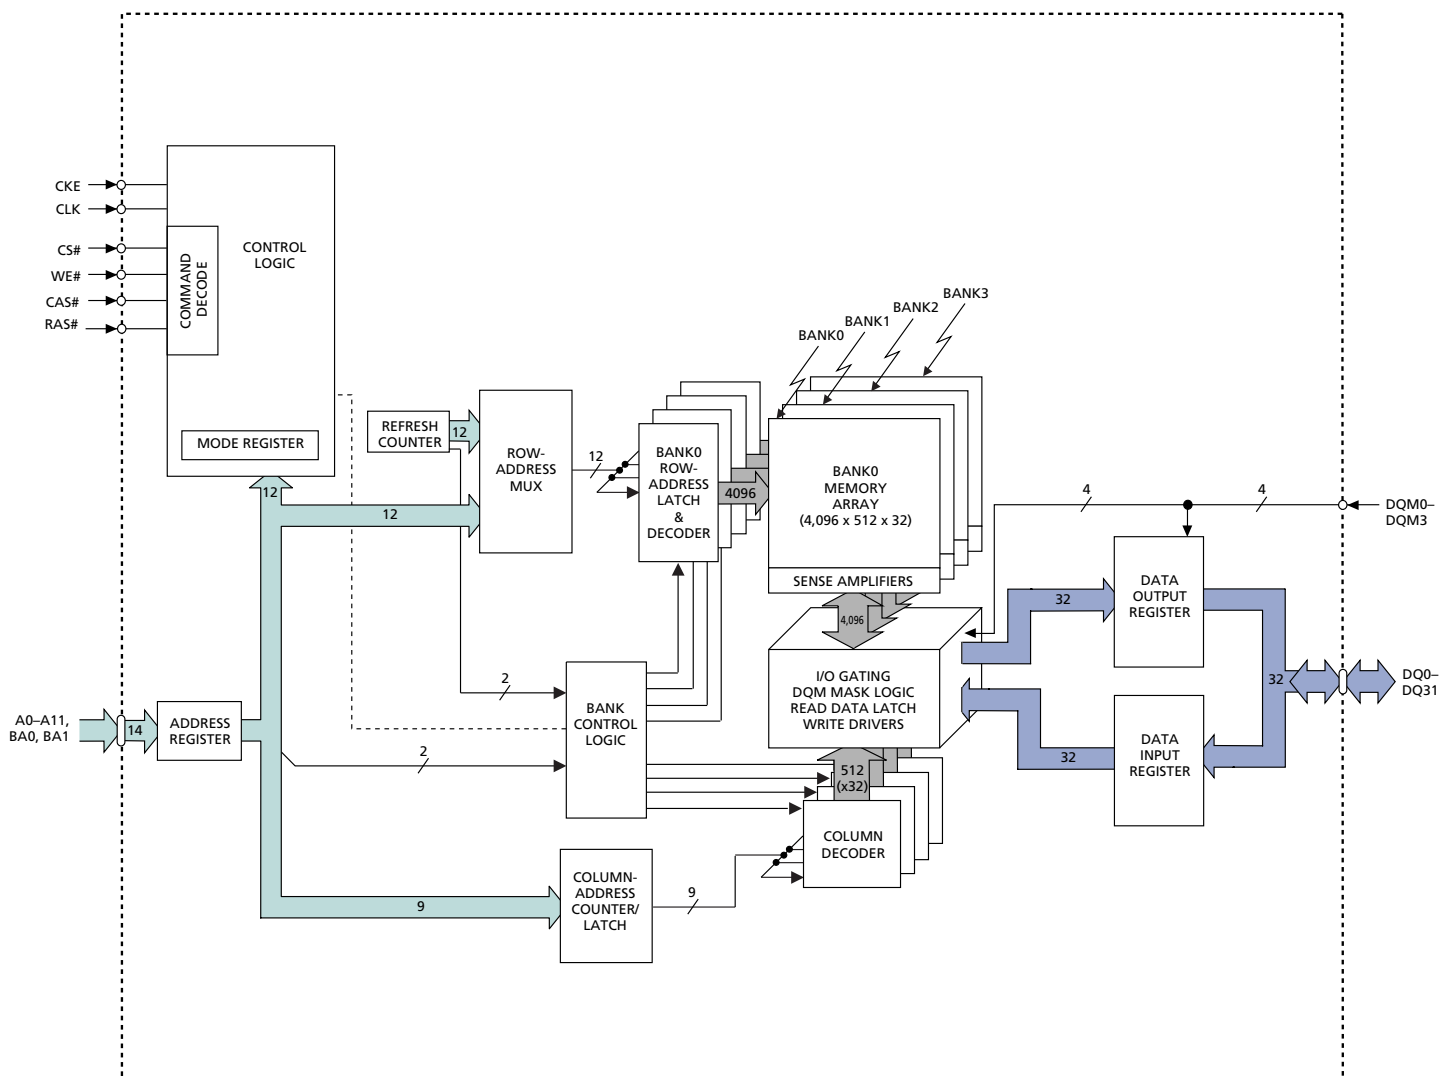 CKE
CLK
CS#
WE#
CAS#
RAS#
COMMAND
DECODE
CONTROL
LOGIC
MODE REGISTER
12
REFRESH
COUNTER
12
12
ROW-
ADDRESS
MUX
12
BANK0
ROW-
ADDRESS
LATCH
&
DECODER
4096
BANK0
BANK1
BANK2
BANK3
BANK0
MEMORY
ARRAY
(4,096 x 512 x 32)
SENSE AMPLIFIERS
4,096
I/O GATING
DQM MASK LOGIC
READ DATA LATCH
WRITE DRIVERS
4
4
DQM0–
DQM3
DATA
OUTPUT
REGISTER
32
32
DQ0–
DQ31
DATA
INPUT
REGISTER
32
A0–A11,
BA0, BA1
14
ADDRESS
REGISTER
2
2
BANK
CONTROL
LOGIC
512
(x32)
COLUMN
DECODER
9
COLUMN-
ADDRESS
COUNTER/
LATCH
9